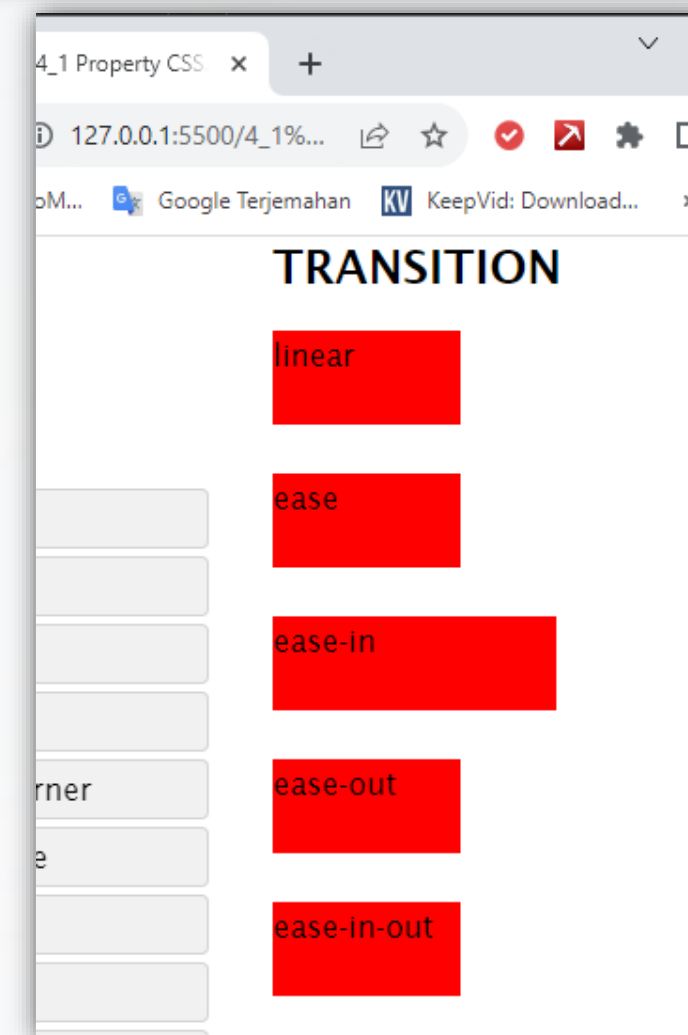 4_1 Property CSS
127.0.0.1:5500/4_1%...
oM... Google Terjemahan KV KeepVid: Download...
TRANSITION
linear
ease
ease-in
rner
ease-out
e
ease-in-out